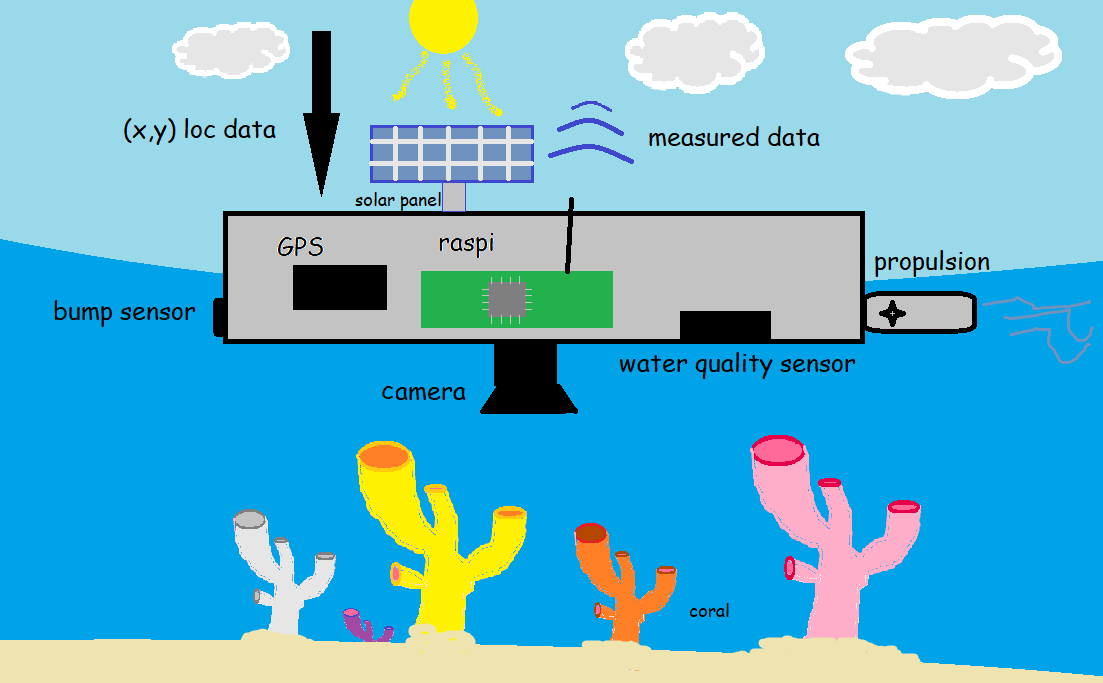 (x,y) loc data
measured data
solar panel
GPS
raspi
propulsion
bump sensor
water quality sensor
camera
coral